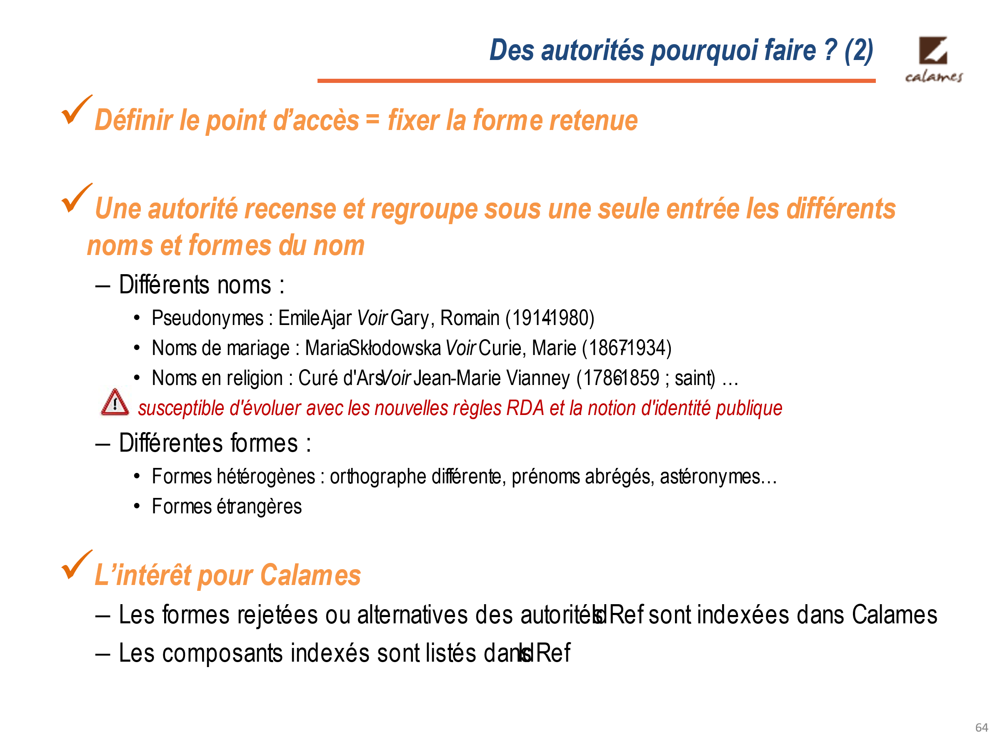 Des autorités pourquoi faire ? (2)
calames
✓ Définir le point d’accès = fixer la forme retenue
✓ Une autorité recense et regroupe sous une seule entrée les différents
noms et formes du nom
– Différents noms :
• Pseudonymes : Emile Ajar Voir Gary, Romain (1914-1980)
• Noms de mariage : Maria Skłodowska Voir Curie, Marie (1867-1934)
• Noms en religion : Curé d'Ars Voir Jean-Marie Vianney (1786-1859 ; saint) …
! susceptible d'évoluer avec les nouvelles règles RDA et la notion d'identité publique
– Différentes formes :
• Formes hétérogènes : orthographe différente, prénoms abrégés, astéronymes…
• Formes étrangères
✓ L’intérêt pour Calames
– Les formes rejetées ou alternatives des autorités IdRef sont indexées dans Calames
– Les composants indexés sont listés dans IdRef
64